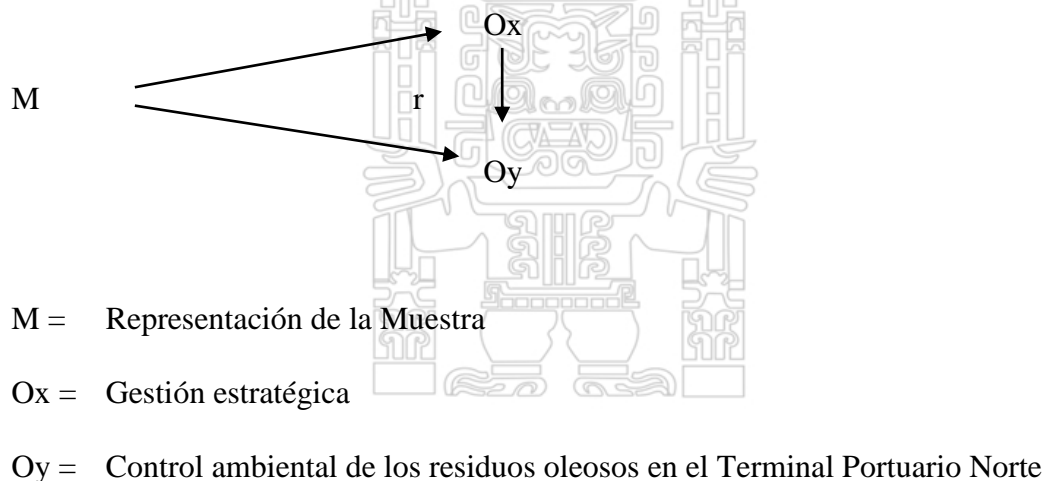 Ox
M r
Oy
M = Representación de la Muestra
Ox = Gestión estratégica
Oy = Control ambiental de los residuos oleosos en el Terminal Portuario Norte